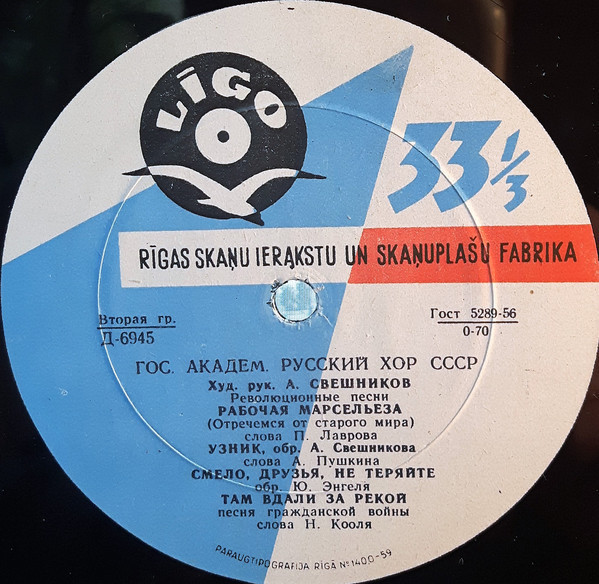 LĪGO
33 1/3
RĪGAS SKAŅU IERAKSTU UN SKAŅUPLAŠU FABRIKA
Вторая гр.
Д-6945
Гост 5289-56
0-70
ГОС. АКАДЕМ. РУССКИЙ ХОР СССР
Худ. рук. А. СВЕШНИКОВ
Революционные песни
РАБОЧАЯ МАРСЕЛЬЕЗА
(Отречемся от старого мира)
слова П. Лаврова
УЗНИК, обр. А. Свешникова
слова А. Пушкина
СМЕЛО, ДРУЗЬЯ, НЕ ТЕРЯЙТЕ
обр. Ю. Энгеля
ТАМ ВДАЛИ ЗА РЕКОЙ
песня гражданской войны
слова Н. Кооля
PARAUGTIPOGRAFIJA RĪGĀ Nº 1400-59